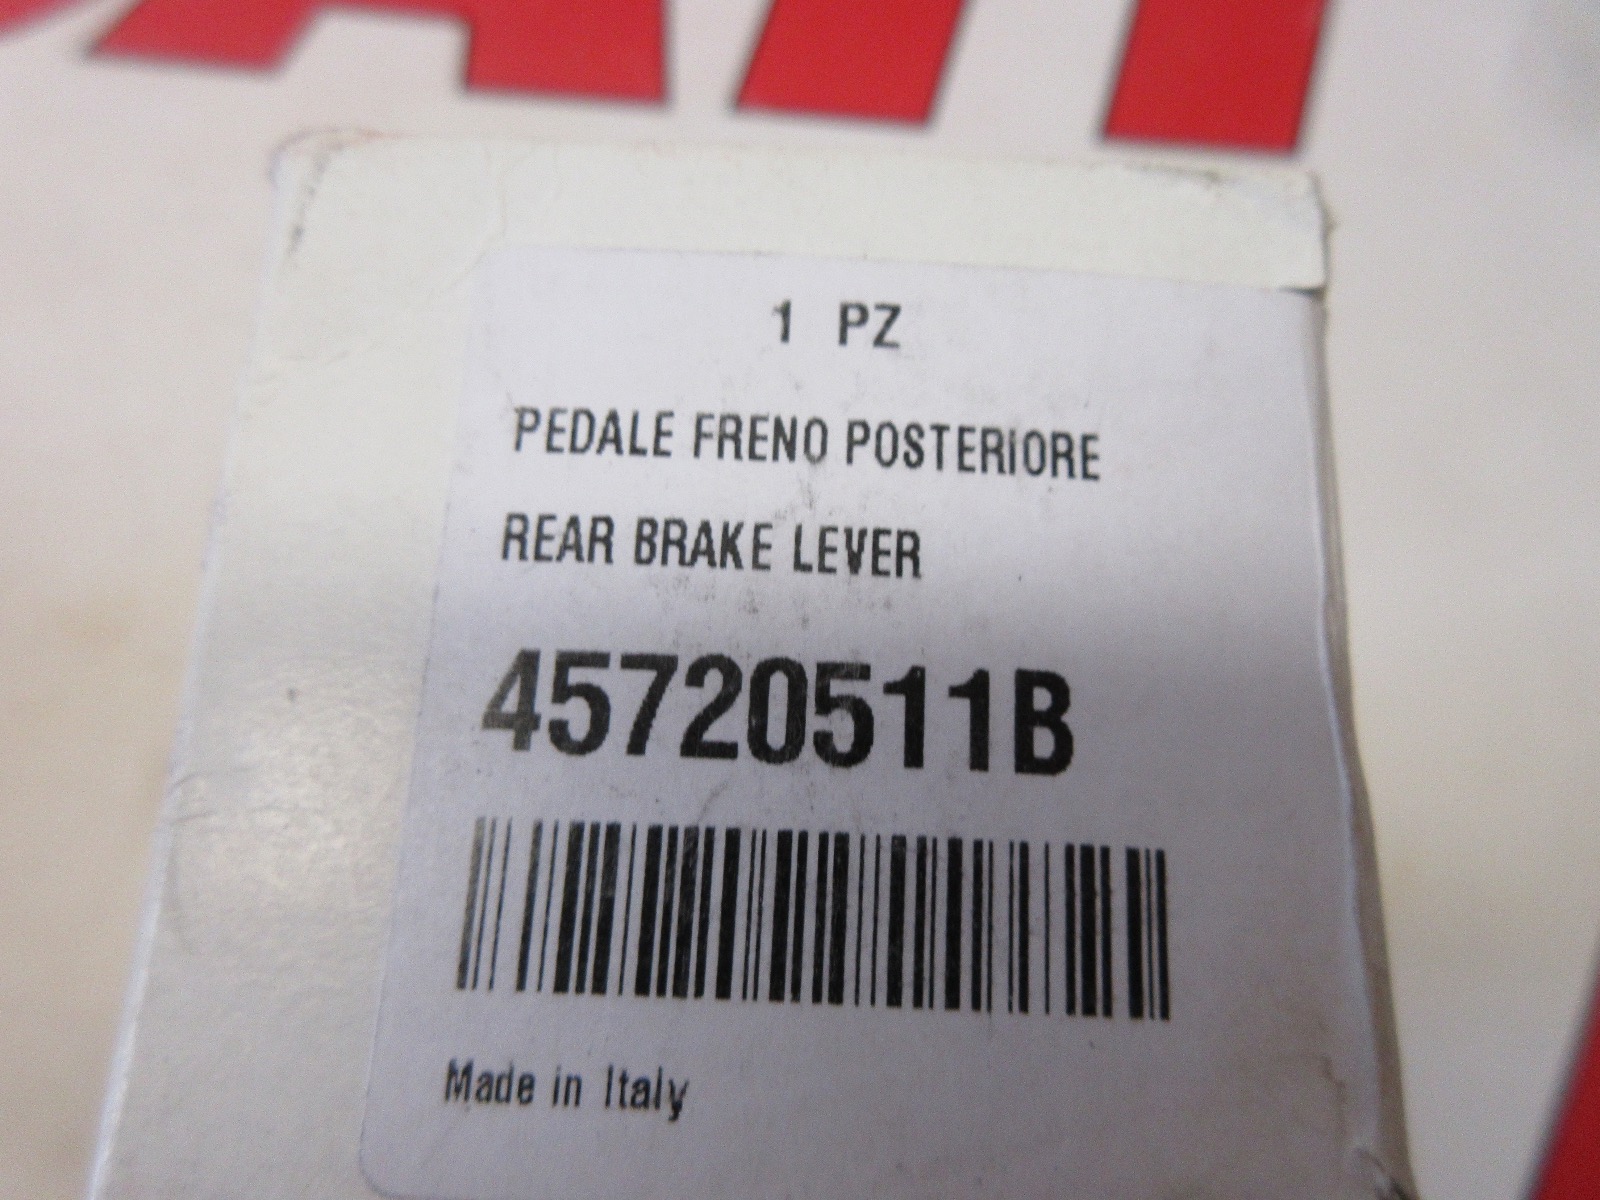 1 PZ
PEDALE FRENO POSTERIORE
REAR BRAKE LEVER
45720511B
Made in Italy